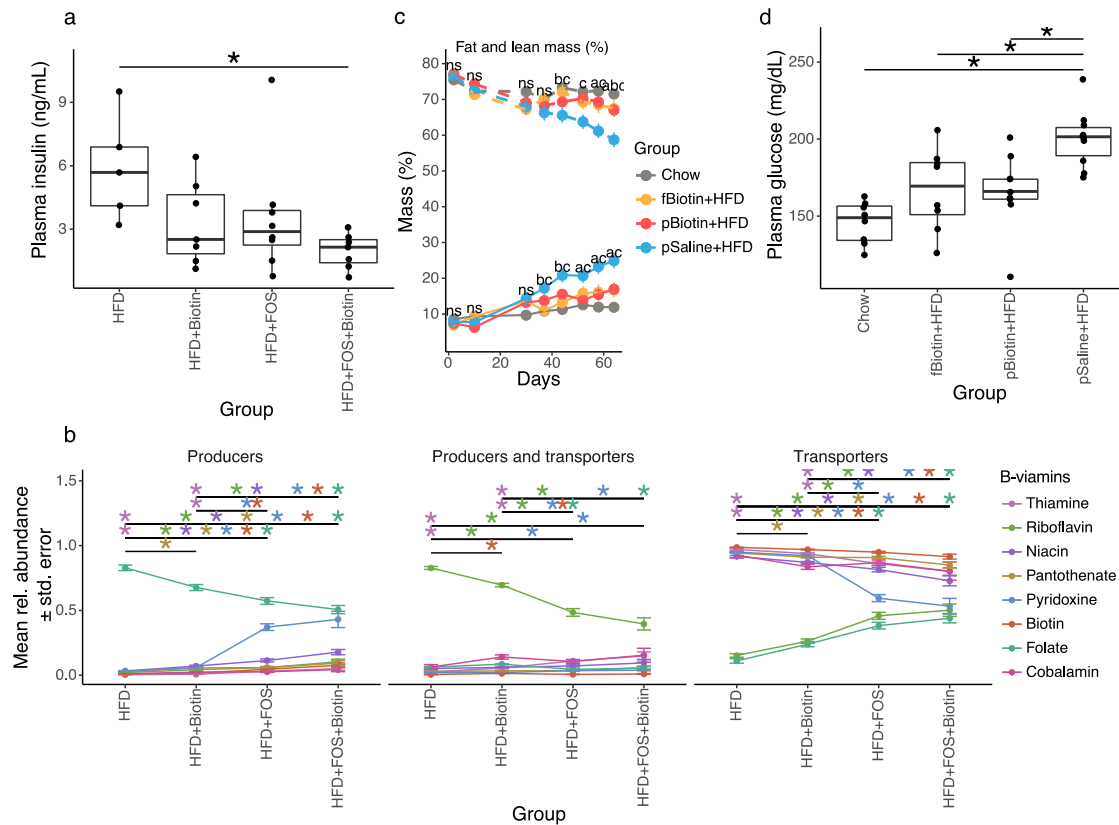 a
Plasma insulin (ng/mL)
9
6
3
*
HFD
HFD+Biotin
HFD+FOS
HFD+FOS+Biotin
Group
c
Fat and lean mass (%)
Mass (%)
80
70
60
50
40
30
20
10
ns
ns
ns
ns
bc
c
ac
abc
ns
ns
ns
bc
bc
ac
ac
ac
0
20
40
60
Days
Group
Chow
fBiotin+HFD
pBiotin+HFD
pSaline+HFD
d
Plasma glucose (mg/dL)
250
200
150
*
*
*
Chow
fBiotin+HFD
pBiotin+HFD
pSaline+HFD
Group
b
Mean rel. abundance
± std. error
1.5
1.0
0.5
0.0
Producers
* * * * * *
* * *
* * * * * * *
* * * * * * *
*
HFD
HFD+Biotin
HFD+FOS
HFD+FOS+Biotin
Producers and transporters
* * * *
* * * * *
* * * *
* * * *
*
HFD
HFD+Biotin
HFD+FOS
HFD+FOS+Biotin
Transporters
* * * * * *
* * *
* * * * * * *
* * * * * * *
*
HFD
HFD+Biotin
HFD+FOS
HFD+FOS+Biotin
Group
B-viamins
Thiamine
Riboflavin
Niacin
Pantothenate
Pyridoxine
Biotin
Folate
Cobalamin